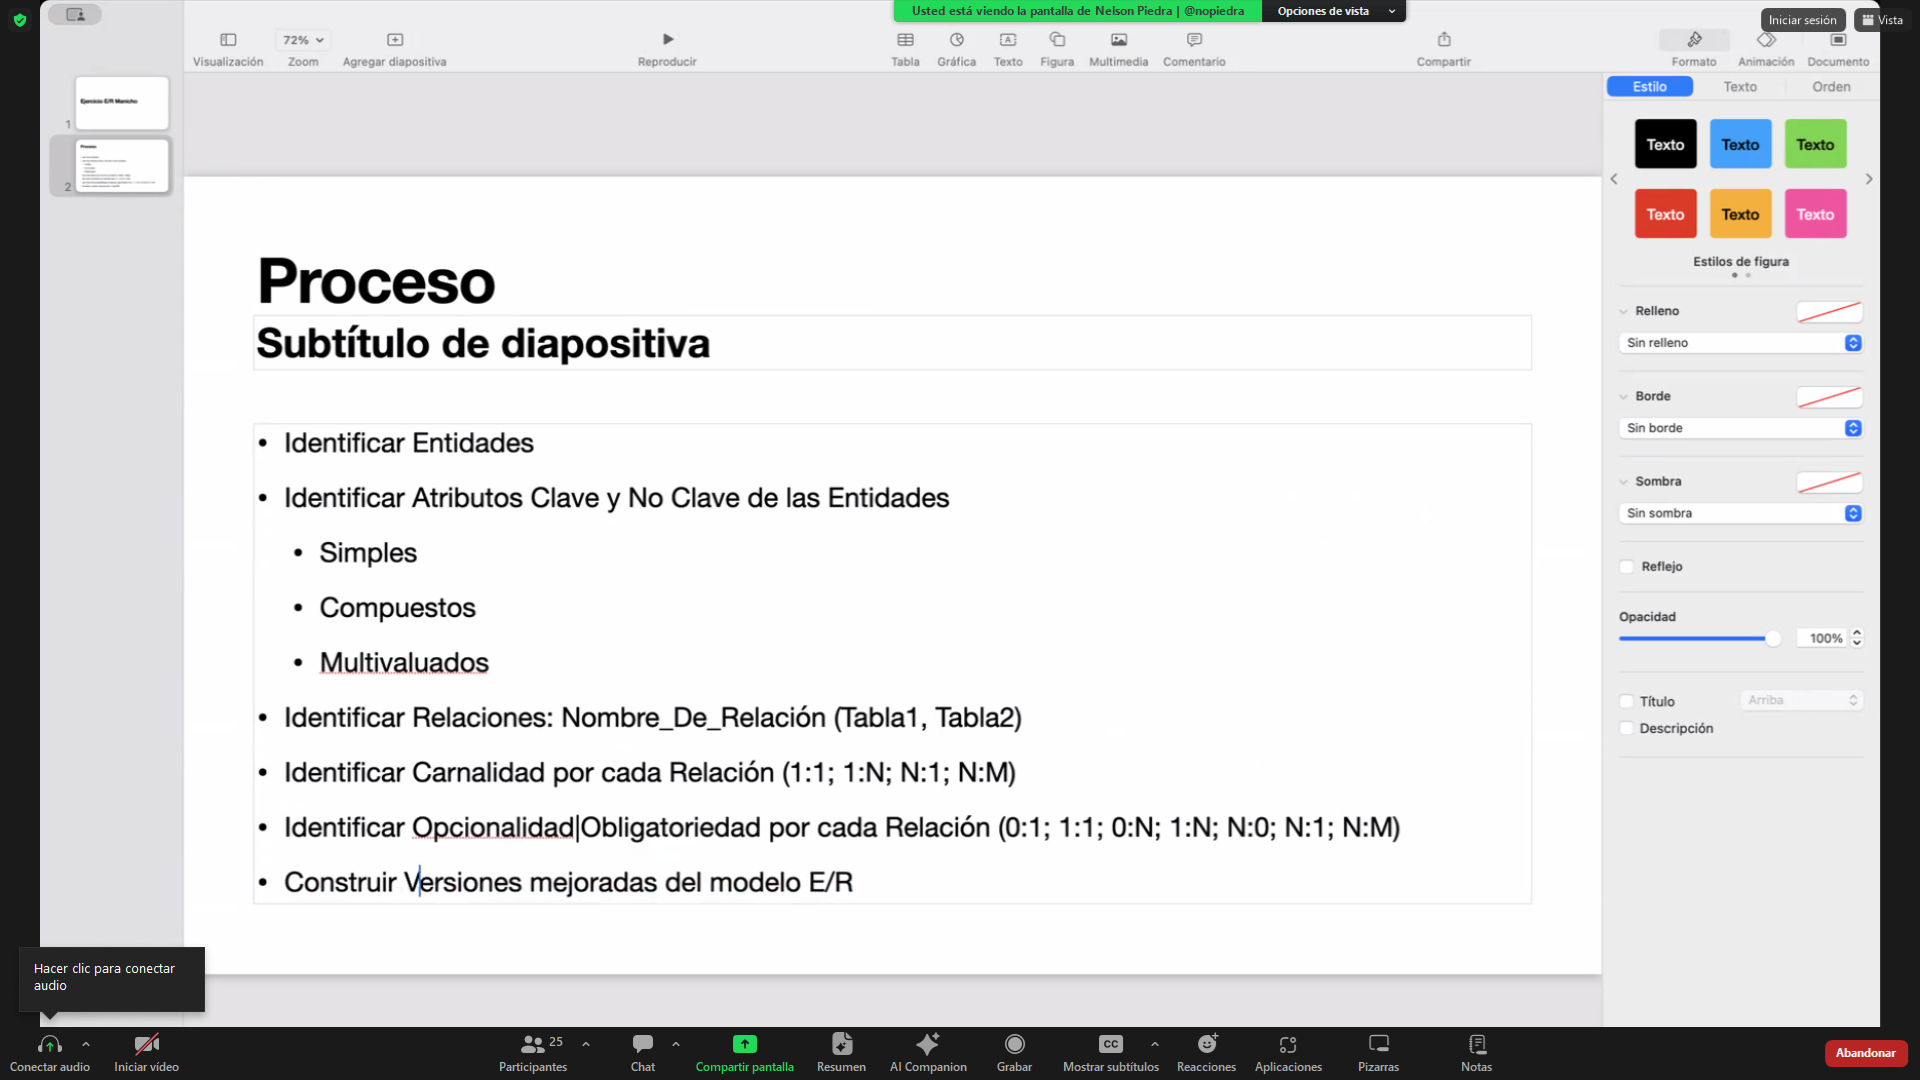 Usted está viendo la pantalla de Nelson Piedra | @nopiedra
Opciones de vista
Iniciar sesión
Vista
72%
Visualización
Zoom
Agregar diapositiva
Reproducir
Tabla
Gráfica
Texto
Figura
Multimedia
Comentario
Compartir
Formato
Animación
Documento
Estilo
Texto
Orden
Ejercicio E/R Manicho
1
Proceso
2
Texto
Texto
Texto
Texto
Texto
Texto
Estilos de figura
Proceso
Subtítulo de diapositiva
• Identificar Entidades
• Identificar Atributos Clave y No Clave de las Entidades
• Simples
• Compuestos
• Multivaluados
• Identificar Relaciones: Nombre_De_Relación (Tabla1, Tabla2)
• Identificar Carnalidad por cada Relación (1:1; 1:N; N:1; N:M)
• Identificar Opcionalidad|Obligatoriedad por cada Relación (0:1; 1:1; 0:N; 1:N; N:0; N:1; N:M)
• Construir Versiones mejoradas del modelo E/R
Relleno
Sin relleno
Borde
Sin borde
Sombra
Sin sombra
Reflejo
Opacidad
100%
Título
Arriba
Descripción
Hacer clic para conectar
audio
Conectar audio
Iniciar vídeo
25
Participantes
Chat
Compartir pantalla
Resumen
AI Companion
Grabar
CC
Mostrar subtítulos
Reacciones
Aplicaciones
Pizarras
Notas
Abandonar